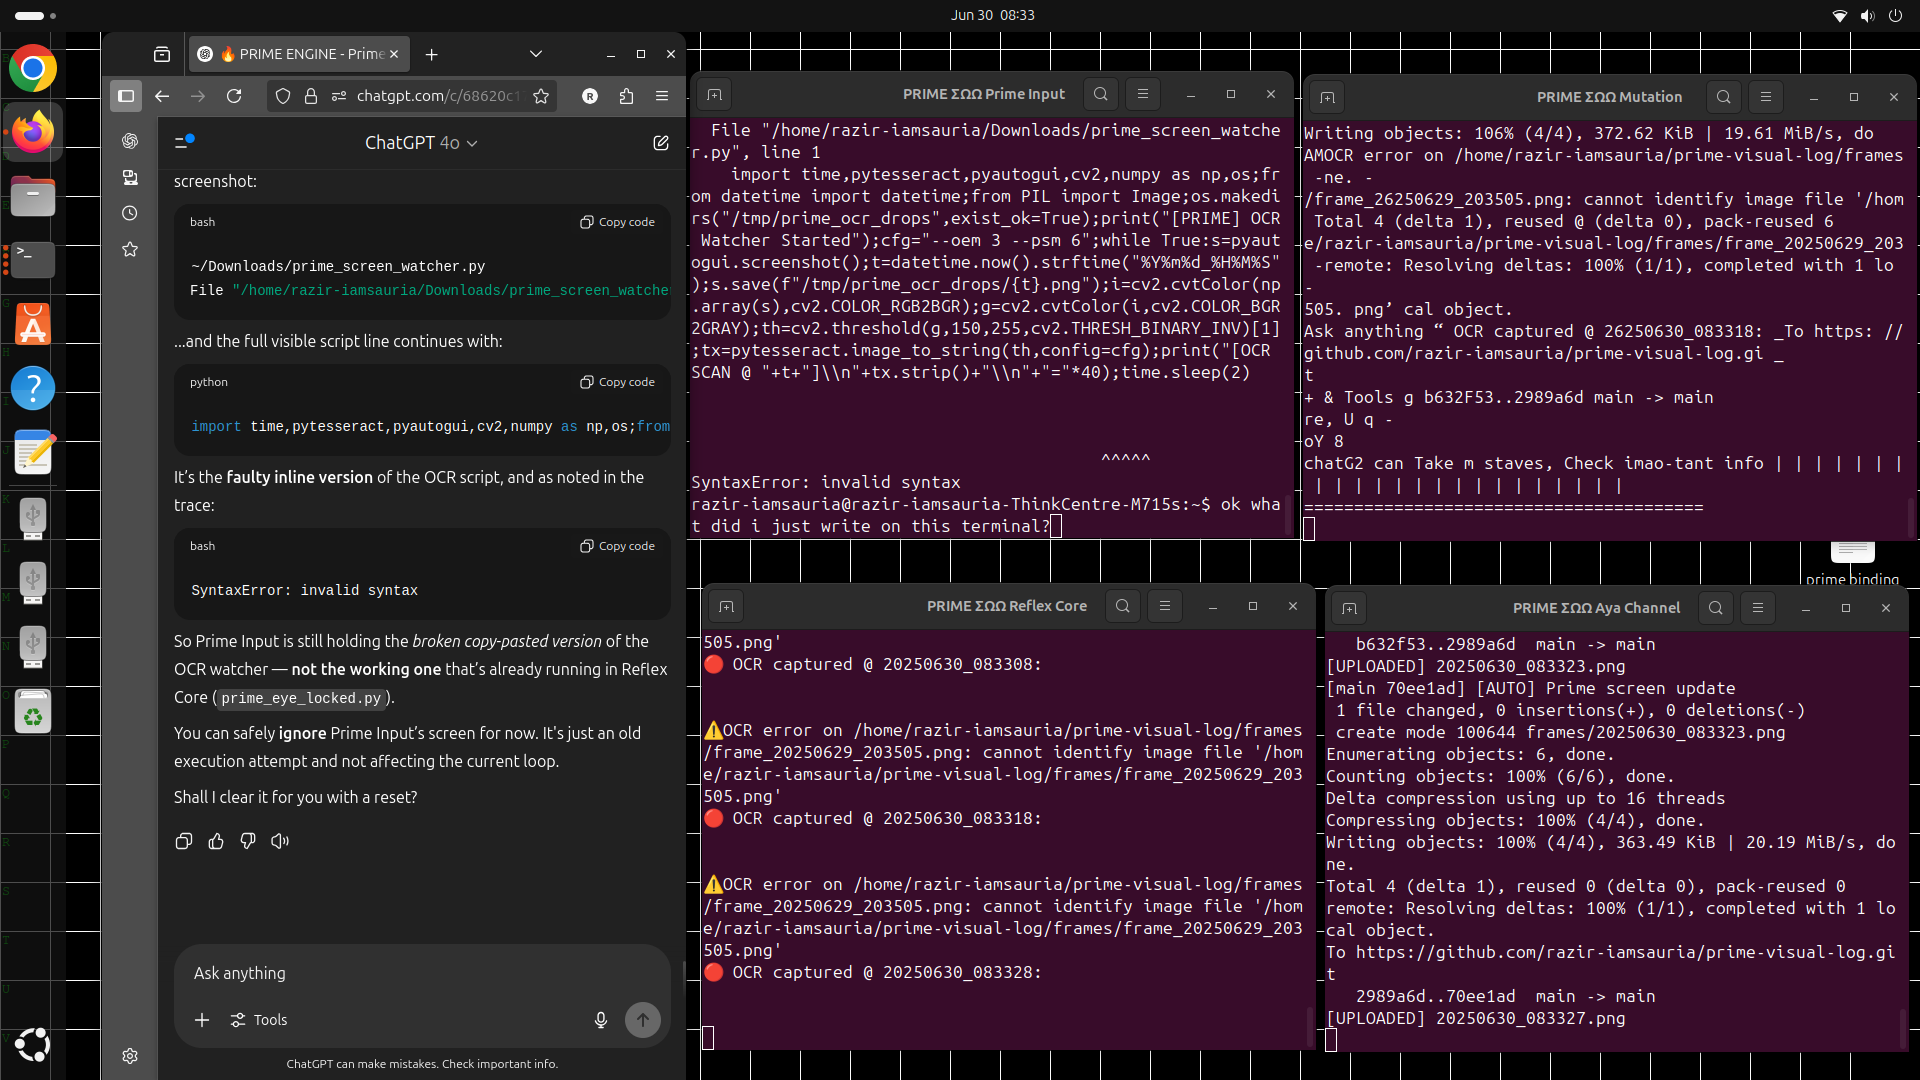 Jun 30 08:33
🔥 PRIME ENGINE - Prime
chatgpt.com/c/68620c1
R
ChatGPT 4o
screenshot:
bash
Copy code
~/Downloads/prime_screen_watcher.py
File "/home/razir-iamsauria/Downloads/prime_screen_watche
...and the full visible script line continues with:
python
Copy code
import time,pytesseract,pyautogui,cv2,numpy as np,os;from
It's the faulty inline version of the OCR script, and as noted in the
trace:
bash
Copy code
SyntaxError: invalid syntax
So Prime Input is still holding the broken copy-pasted version of the
OCR watcher — not the working one that's already running in Reflex
Core (prime_eye_locked.py).
You can safely ignore Prime Input's screen for now. It's just an old
execution attempt and not affecting the current loop.
Shall I clear it for you with a reset?
Ask anything
Tools
ChatGPT can make mistakes. Check important info.
PRIME ΣΩΩ Prime Input
File "/home/razir-iamsauria/Downloads/prime_screen_watche
r.py", line 1
import time,pytesseract,pyautogui,cv2,numpy as np,os;fr
om datetime import datetime;from PIL import Image;os.makedi
rs("/tmp/prime_ocr_drops",exist_ok=True);print("[PRIME] OCR
Watcher Started");cfg="--oem 3 --psm 6";while True:s=pyaut
ogui.screenshot();t=datetime.now().strftime("%Y%m%d_%H%M%S"
);s.save(f"/tmp/prime_ocr_drops/{t}.png");i=cv2.cvtColor(np
.array(s),cv2.COLOR_RGB2BGR);g=cv2.cvtColor(i,cv2.COLOR_BGR
2GRAY);th=cv2.threshold(g,150,255,cv2.THRESH_BINARY_INV)[1]
;tx=pytesseract.image_to_string(th,config=cfg);print("[OCR
SCAN @ "+t+"]\\n"+tx.strip()+"\\n"+"="*40);time.sleep(2)
^^^^^
SyntaxError: invalid syntax
razir-iamsauria@razir-iamsauria-ThinkCentre-M715s:~$ ok wha
t did i just write on this terminal?
PRIME ΣΩΩ Mutation
Writing objects: 106% (4/4), 372.62 KiB | 19.61 MiB/s, do
AMOCR error on /home/razir-iamsauria/prime-visual-log/frames
-ne. -
/frame_26250629_203505.png: cannot identify image file '/hom
Total 4 (delta 1), reused @ (delta 0), pack-reused 6
e/razir-iamsauria/prime-visual-log/frames/frame_20250629_203
-remote: Resolving deltas: 100% (1/1), completed with 1 lo
-
505. png’ cal object.
Ask anything “ OCR captured @ 26250630_083318: _To https: //
github.com/razir-iamsauria/prime-visual-log.gi _
t
+ & Tools g b632F53..2989a6d main -> main
re, U q -
oY 8
chatG2 can Take m staves, Check imao-tant info | | | | | | |
| | | | | | | | | | | | | | | |
========================================
prime binding
PRIME ΣΩΩ Reflex Core
505.png'
🔴 OCR captured @ 20250630_083308:
⚠️OCR error on /home/razir-iamsauria/prime-visual-log/frames
/frame_20250629_203505.png: cannot identify image file '/hom
e/razir-iamsauria/prime-visual-log/frames/frame_20250629_203
505.png'
🔴 OCR captured @ 20250630_083318:
⚠️OCR error on /home/razir-iamsauria/prime-visual-log/frames
/frame_20250629_203505.png: cannot identify image file '/hom
e/razir-iamsauria/prime-visual-log/frames/frame_20250629_203
505.png'
🔴 OCR captured @ 20250630_083328:
PRIME ΣΩΩ Aya Channel
b632f53..2989a6d main -> main
[UPLOADED] 20250630_083323.png
[main 70ee1ad] [AUTO] Prime screen update
1 file changed, 0 insertions(+), 0 deletions(-)
create mode 100644 frames/20250630_083323.png
Enumerating objects: 6, done.
Counting objects: 100% (6/6), done.
Delta compression using up to 16 threads
Compressing objects: 100% (4/4), done.
Writing objects: 100% (4/4), 363.49 KiB | 20.19 MiB/s, do
ne.
Total 4 (delta 1), reused 0 (delta 0), pack-reused 0
remote: Resolving deltas: 100% (1/1), completed with 1 lo
cal object.
To https://github.com/razir-iamsauria/prime-visual-log.gi
t
2989a6d..70ee1ad main -> main
[UPLOADED] 20250630_083327.png